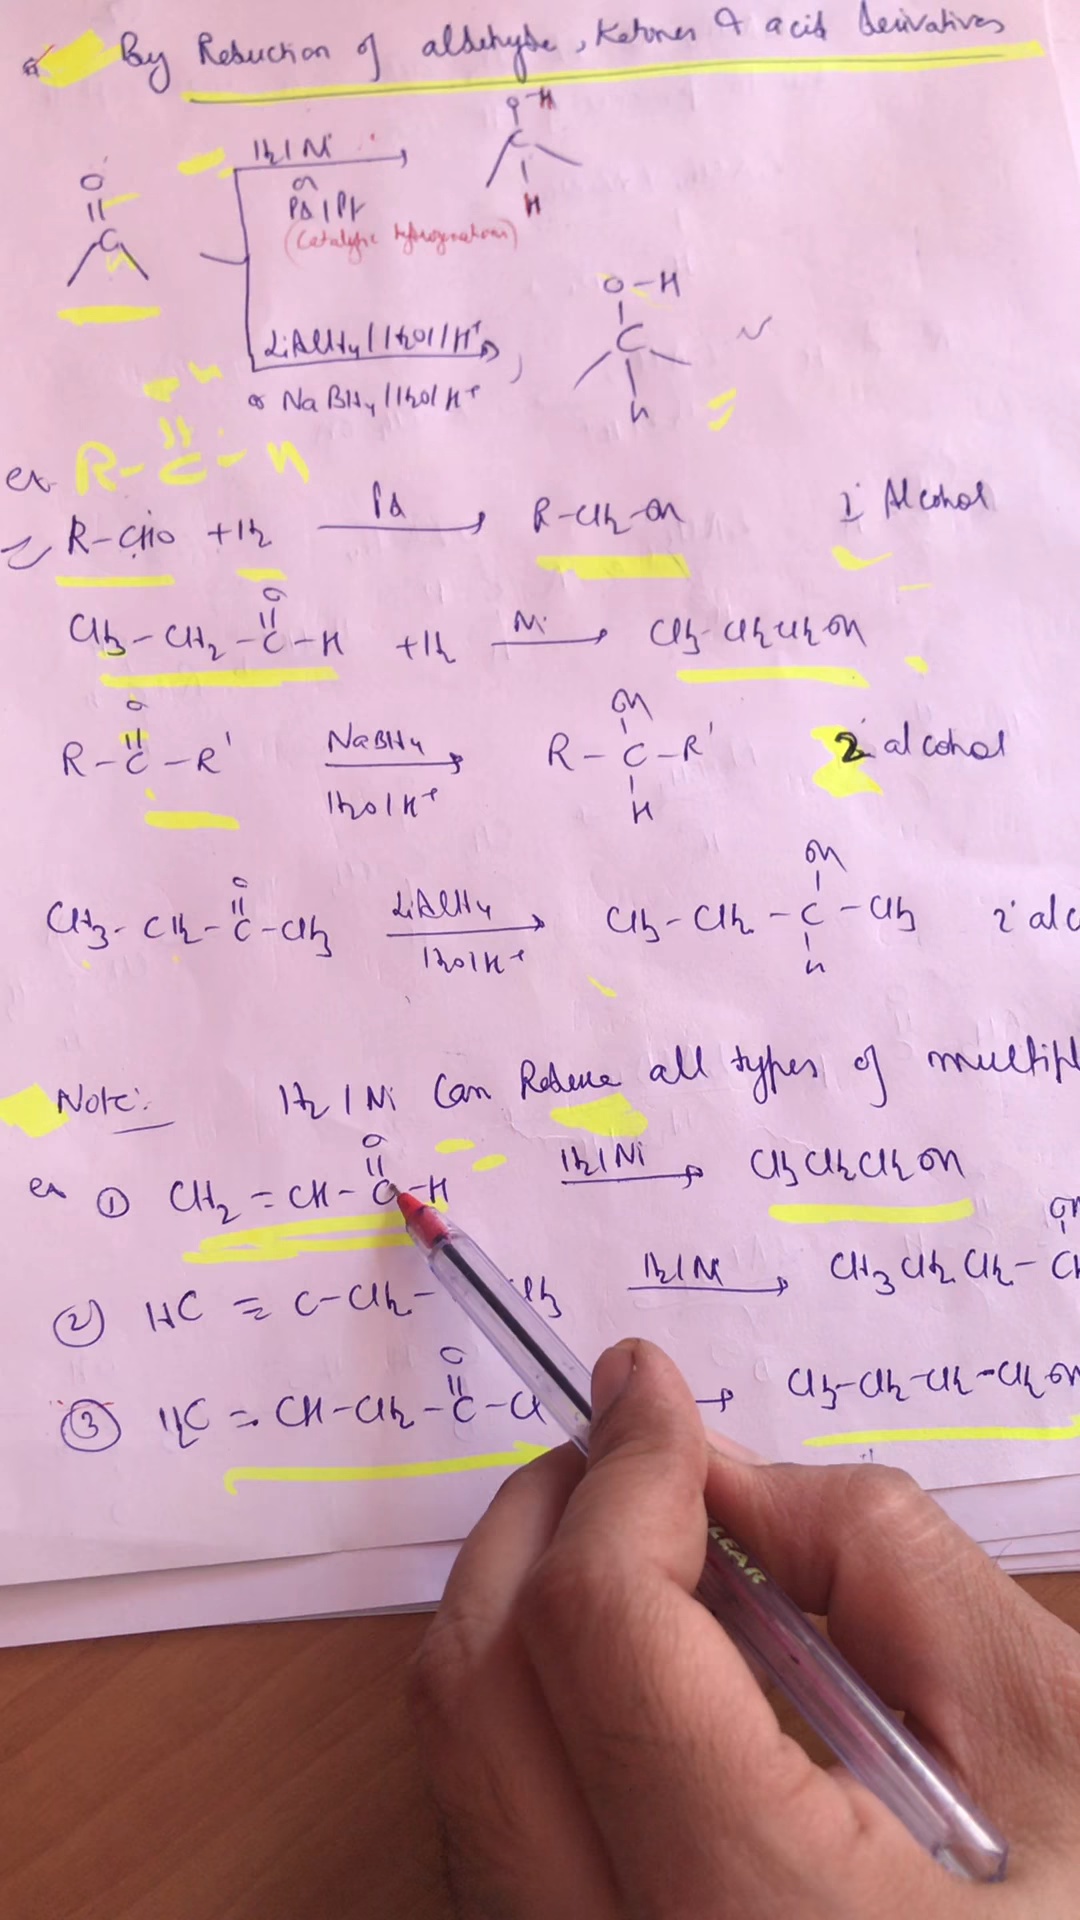 By Reduction of aldehyde, Ketones & acid derivatives
O-H
H2/Ni
C
O
or
Pd/Pt
H
(Catalytic hydrogenation)
C
O-H
LiAlH4/H2O/H+
C
or NaBH4/H2O/H+
H
ex R-C-H
R-CHO + H2 Pd R-CH2-OH 1° Alcohol
O
CH3-CH2-C-H + H2 Ni CH3-CH2CH2OH
O OH
R-C-R' NaBH4 R-C-R' 2° alcohol
H2O/H+ H
O OH
CH3-CH2-C-CH3 LiAlH4 CH3-CH2-C-CH3 2° alc
H2O/H+ H
Note: H2/Ni Can Reduce all types of multipl
O
ex ① CH2=CH-C-H H2/Ni CH3CH2CH2OH
② HC≡C-CH2- CH3 H2/Ni CH3CH2CH2-
O
③ H2C=CH-CH2-C- CH3-CH2-CH2-CH2OH
CLEAR